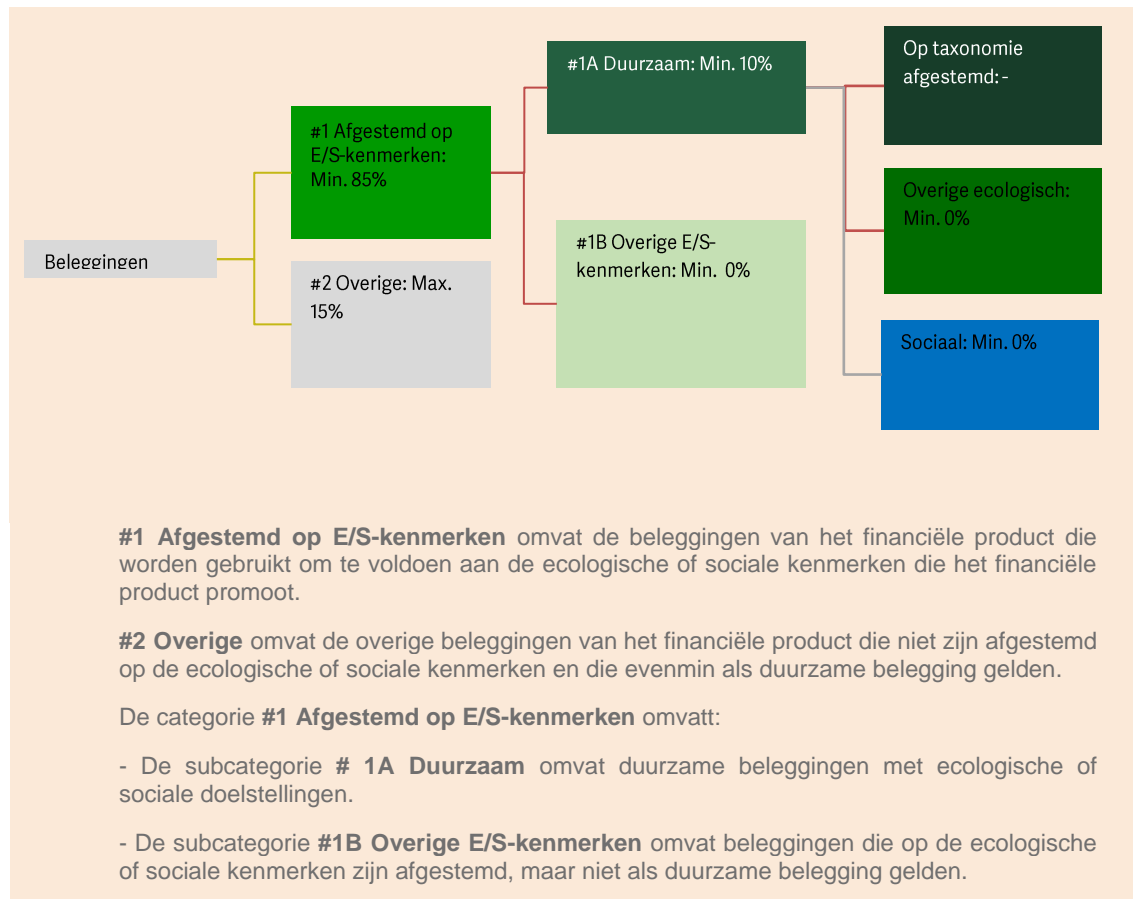 Beleggingen
#1 Afgestemd op
E/S-kenmerken:
Min. 85%
#2 Overige: Max.
15%
#1A Duurzaam: Min. 10%
#1B Overige E/S-
kenmerken: Min. 0%
Op taxonomie
afgestemd: -
Overige ecologisch:
Min. 0%
Sociaal: Min. 0%
#1 Afgestemd op E/S-kenmerken omvat de beleggingen van het financiële product die
worden gebruikt om te voldoen aan de ecologische of sociale kenmerken die het financiële
product promoot.
#2 Overige omvat de overige beleggingen van het financiële product die niet zijn afgestemd
op de ecologische of sociale kenmerken en die evenmin als duurzame belegging gelden.
De categorie #1 Afgestemd op E/S-kenmerken omvatt:
- De subcategorie # 1A Duurzaam omvat duurzame beleggingen met ecologische of
sociale doelstellingen.
- De subcategorie #1B Overige E/S-kenmerken omvat beleggingen die op de ecologische
of sociale kenmerken zijn afgestemd, maar niet als duurzame belegging gelden.